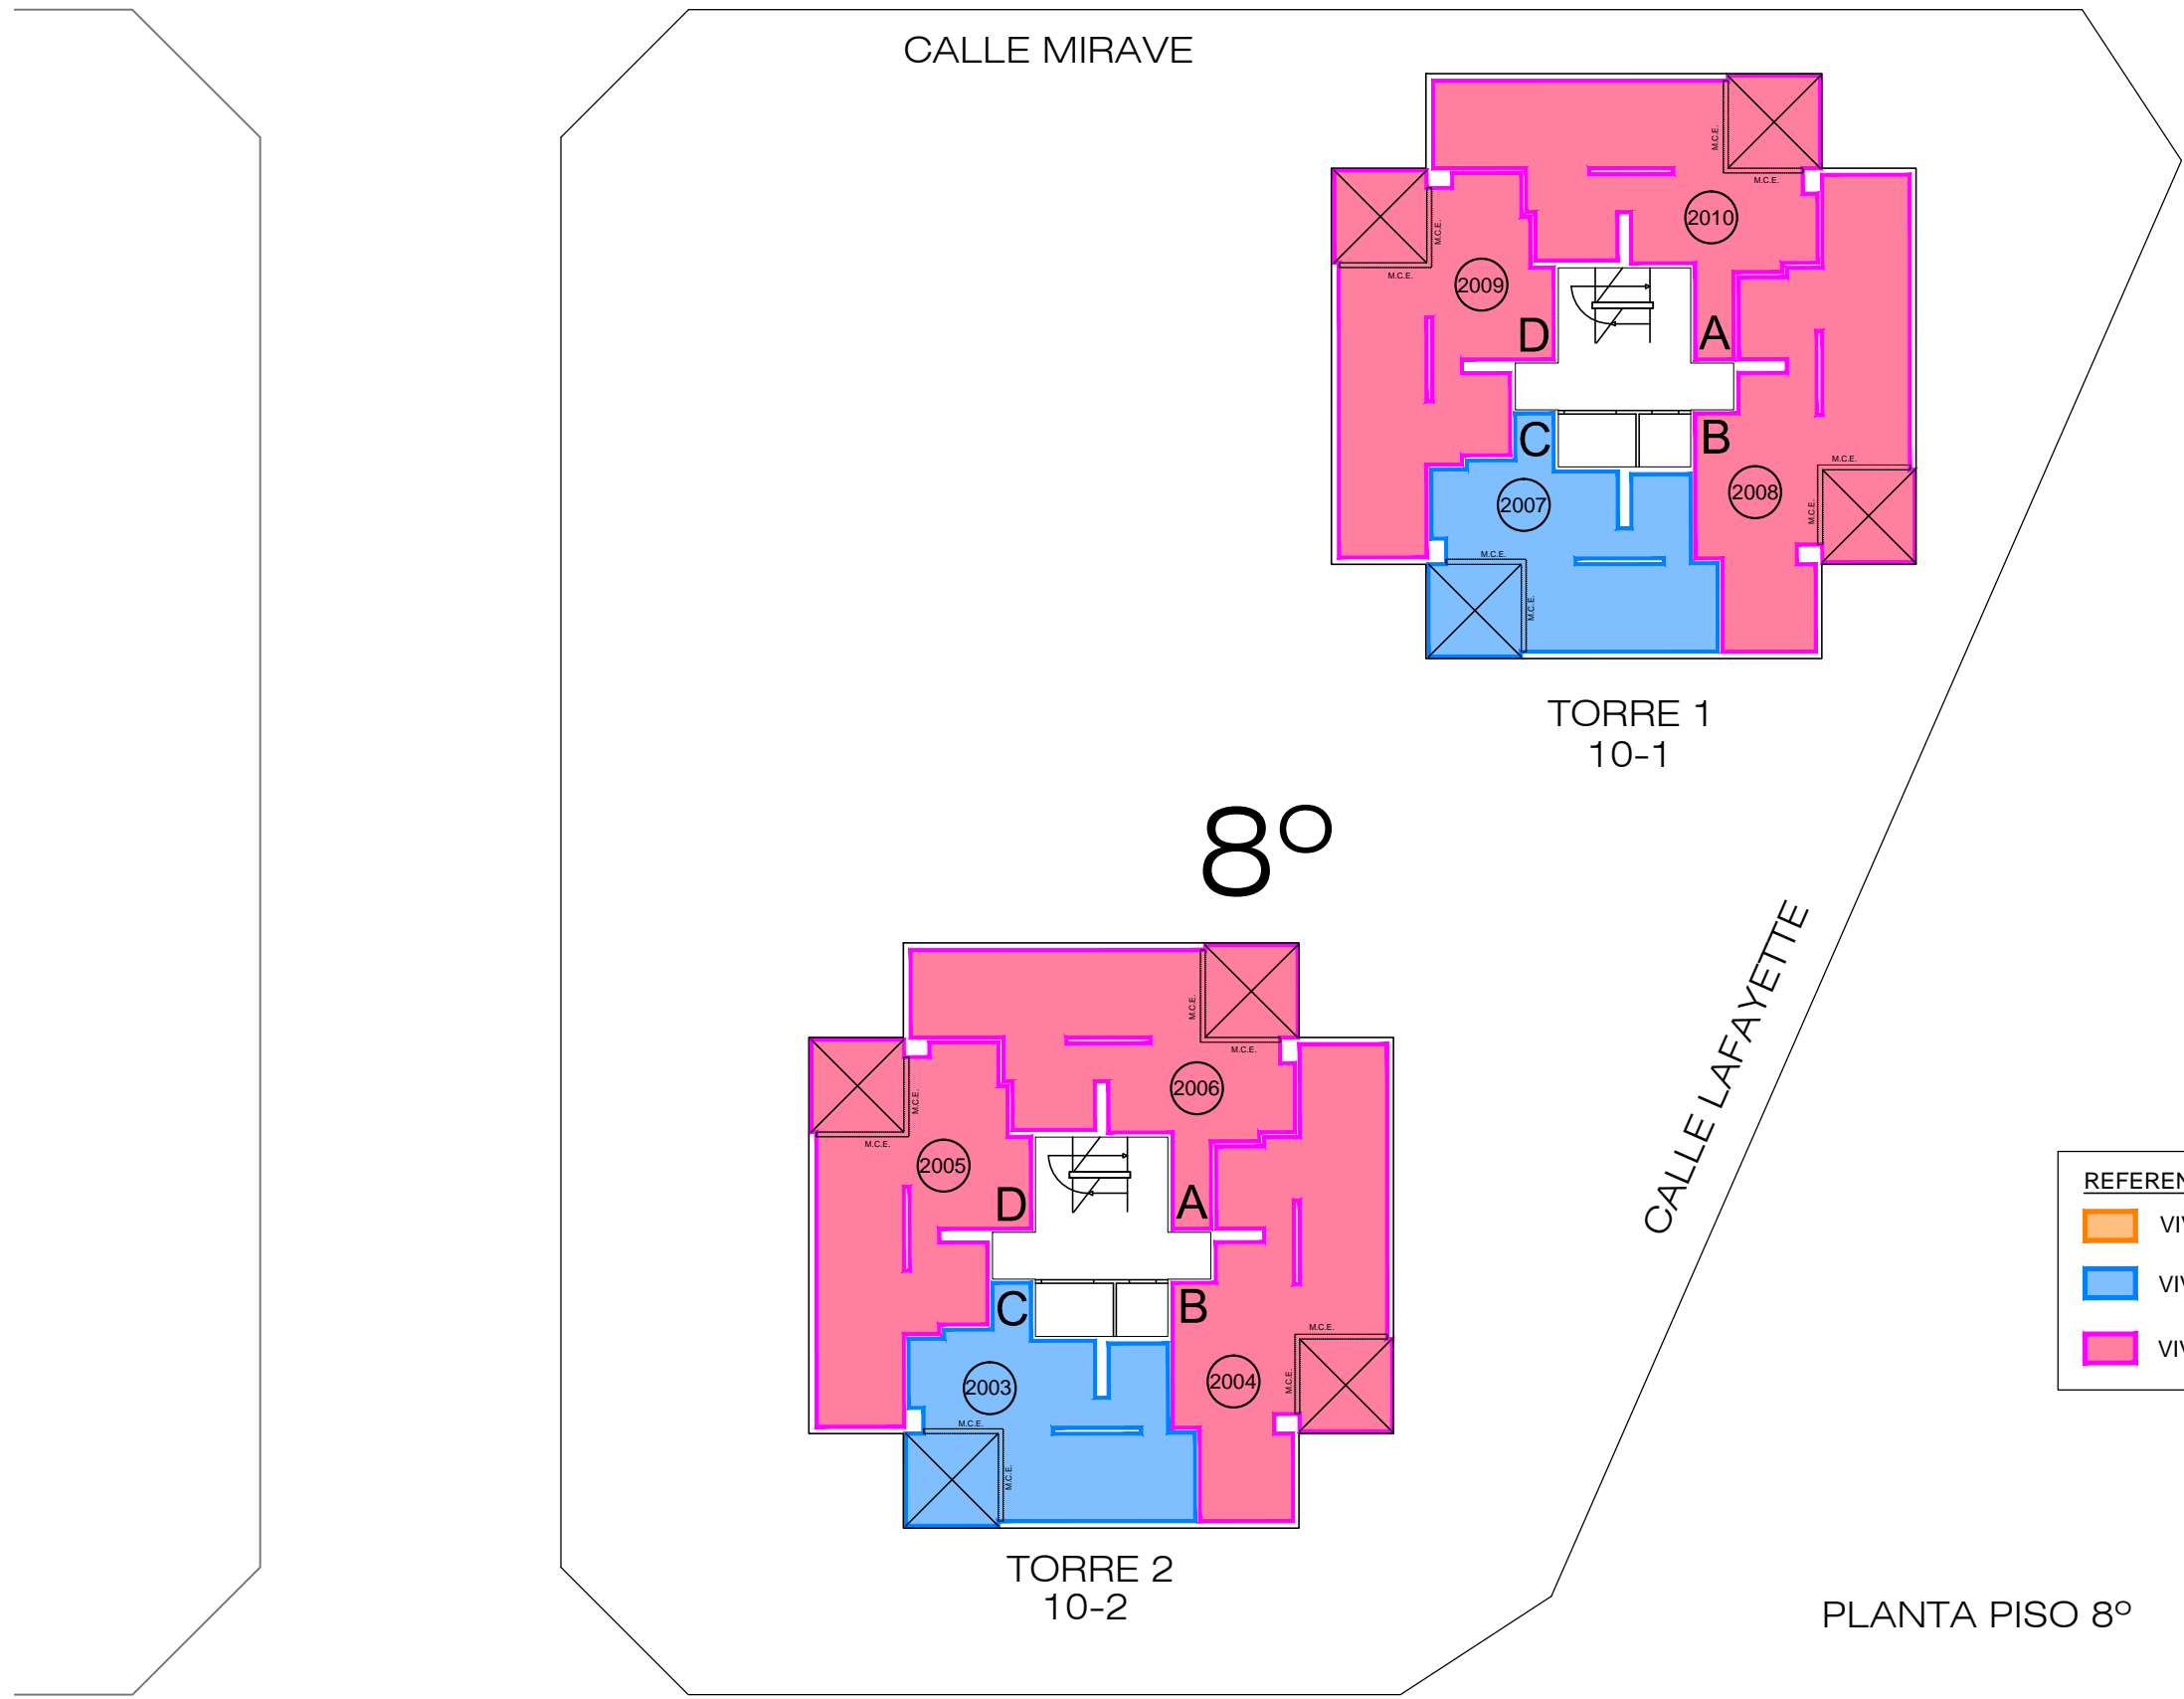 CALLE MIRAVE
M.C.E.
M.C.E.
2010
M.C.E.
M.C.E.
2009
D
A
C
B
M.C.E.
2008
2007
M.C.E.
M.C.E.
M.C.E.
TORRE 1
10-1
8º
CALLE LAFAYETTE
M.C.E.
M.C.E.
2006
M.C.E.
M.C.E.
2005
D
A
C
B
M.C.E.
2004
2003
M.C.E.
M.C.E.
M.C.E.
TORRE 2
10-2
PLANTA PISO 8º